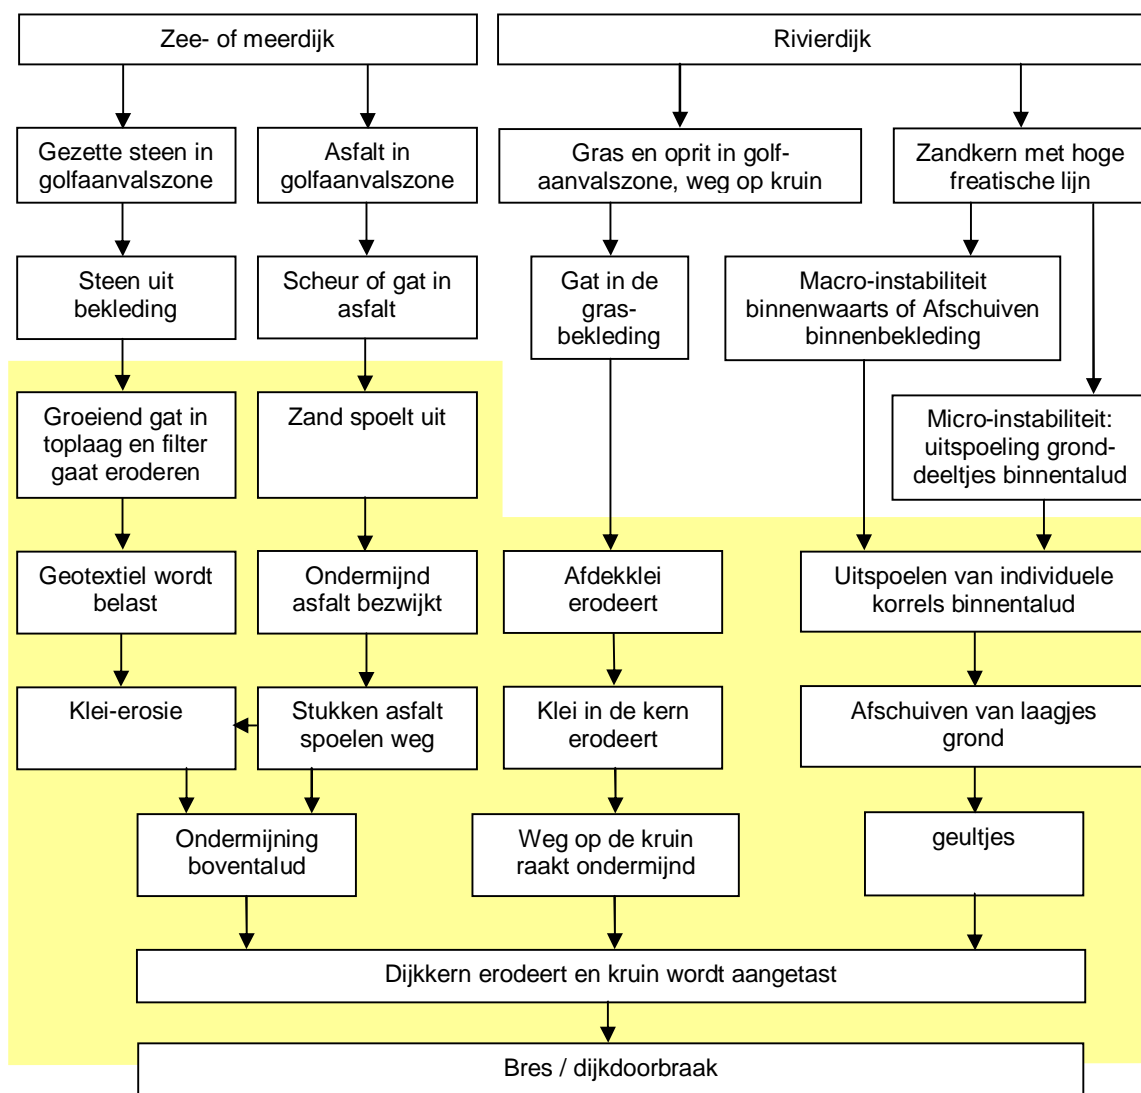 Zee- of meerdijk
Rivierdijk
Gezette steen in
golfaanvalszone
Asfalt in
golfaanvalszone
Gras en oprit in golf-
aanvalszone, weg op kruin
Zandkern met hoge
freatische lijn
Steen uit
bekleding
Scheur of gat in
asfalt
Gat in de
gras-
bekleding
Macro-instabiliteit
binnenwaarts of Afschuiven
binnenbekleding
Groeiend gat in
toplaag en filter
gaat eroderen
Zand spoelt uit
Micro-instabiliteit:
uitspoeling grond-
deeltjes binnentalud
Geotextiel wordt
belast
Ondermijnd
asfalt bezwijkt
Afdekklei
erodeert
Uitspoelen van individuele
korrels binnentalud
Klei-erosie
Stukken asfalt
spoelen weg
Klei in de kern
erodeert
Afschuiven van laagjes
grond
Ondermijning
boventalud
Weg op de kruin
raakt ondermijnd
geultjes
Dijkkern erodeert en kruin wordt aangetast
Bres / dijkdoorbraak